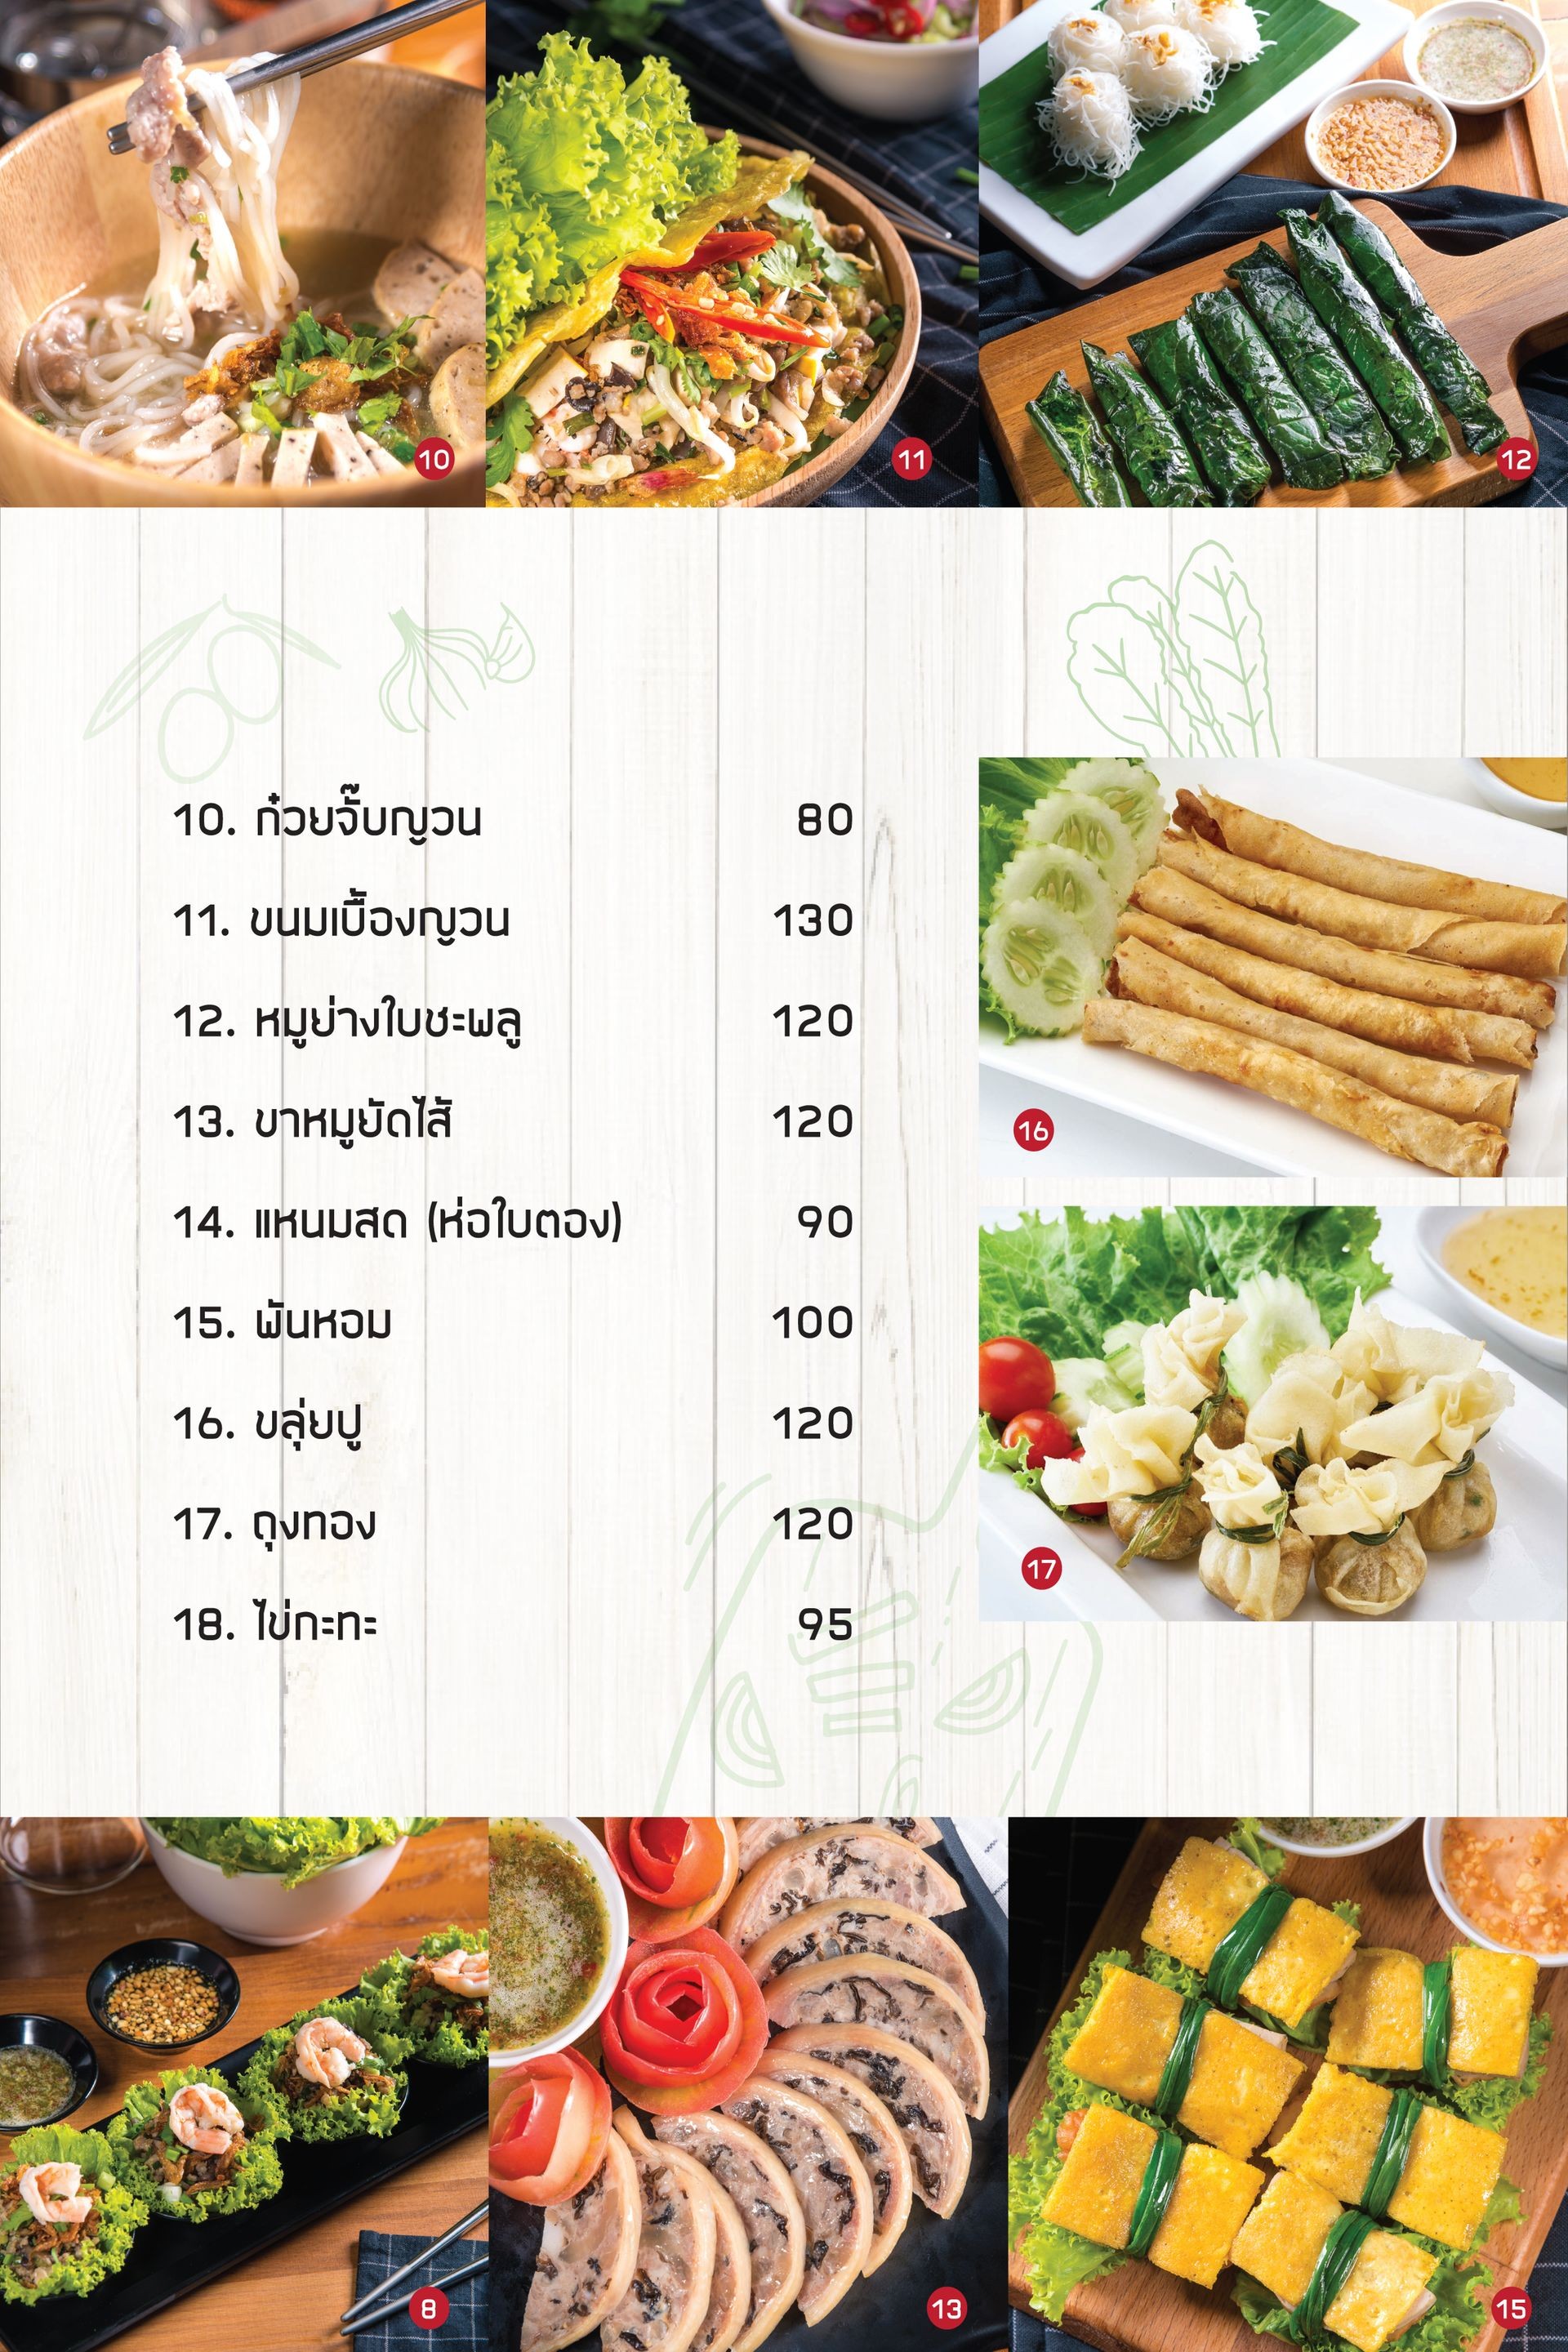 10
11
12
10. ก๋วยจั๊บญวน 80
11. ขนมเบื้องญวน 130
12. หมูย่างใบชะพลู 120
13. ขาหมูยัดไส้ 120
14. แหนมสด (ห่อใบตอง) 90
15. พันหอม 100
16. ขลุ่ยปู 120
17. ถุงทอง 120
18. ไข่กะทะ 95
16
17
8
13
15